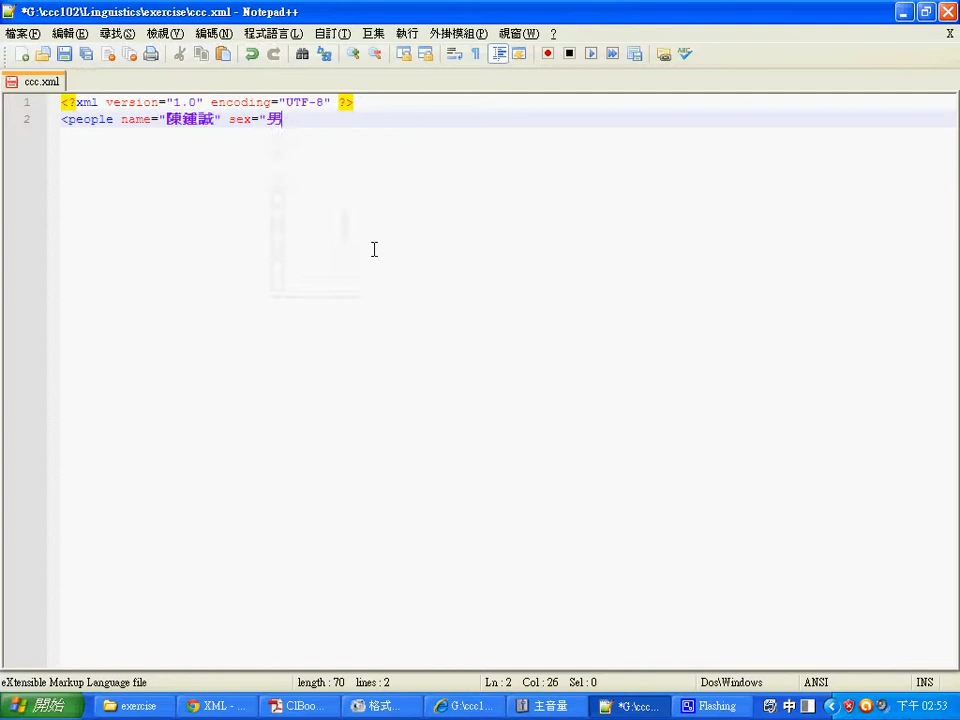 *G:\ccc102\Linguistics\exercise\ccc.xml - Notepad++
檔案(F) 編輯(E) 尋找(S) 檢視(V) 編碼(N) 程式語言(L) 自訂(T) 巨集 執行 外掛模組(P) 視窗(W) ? X
ccc.xml
1 <?xml version="1.0" encoding="UTF-8" ?>
2 <people name="陳鍾誠" sex="男
eXtensible Markup Language file length : 70 lines : 2 Ln : 2 Col : 26 Sel : 0 Dos\Windows ANSI INS
開始 exercise XML - ... ClBoo... 格式... G:\ccc1... 主音量 *G:\ccc... Flashing 中 下午 02:53